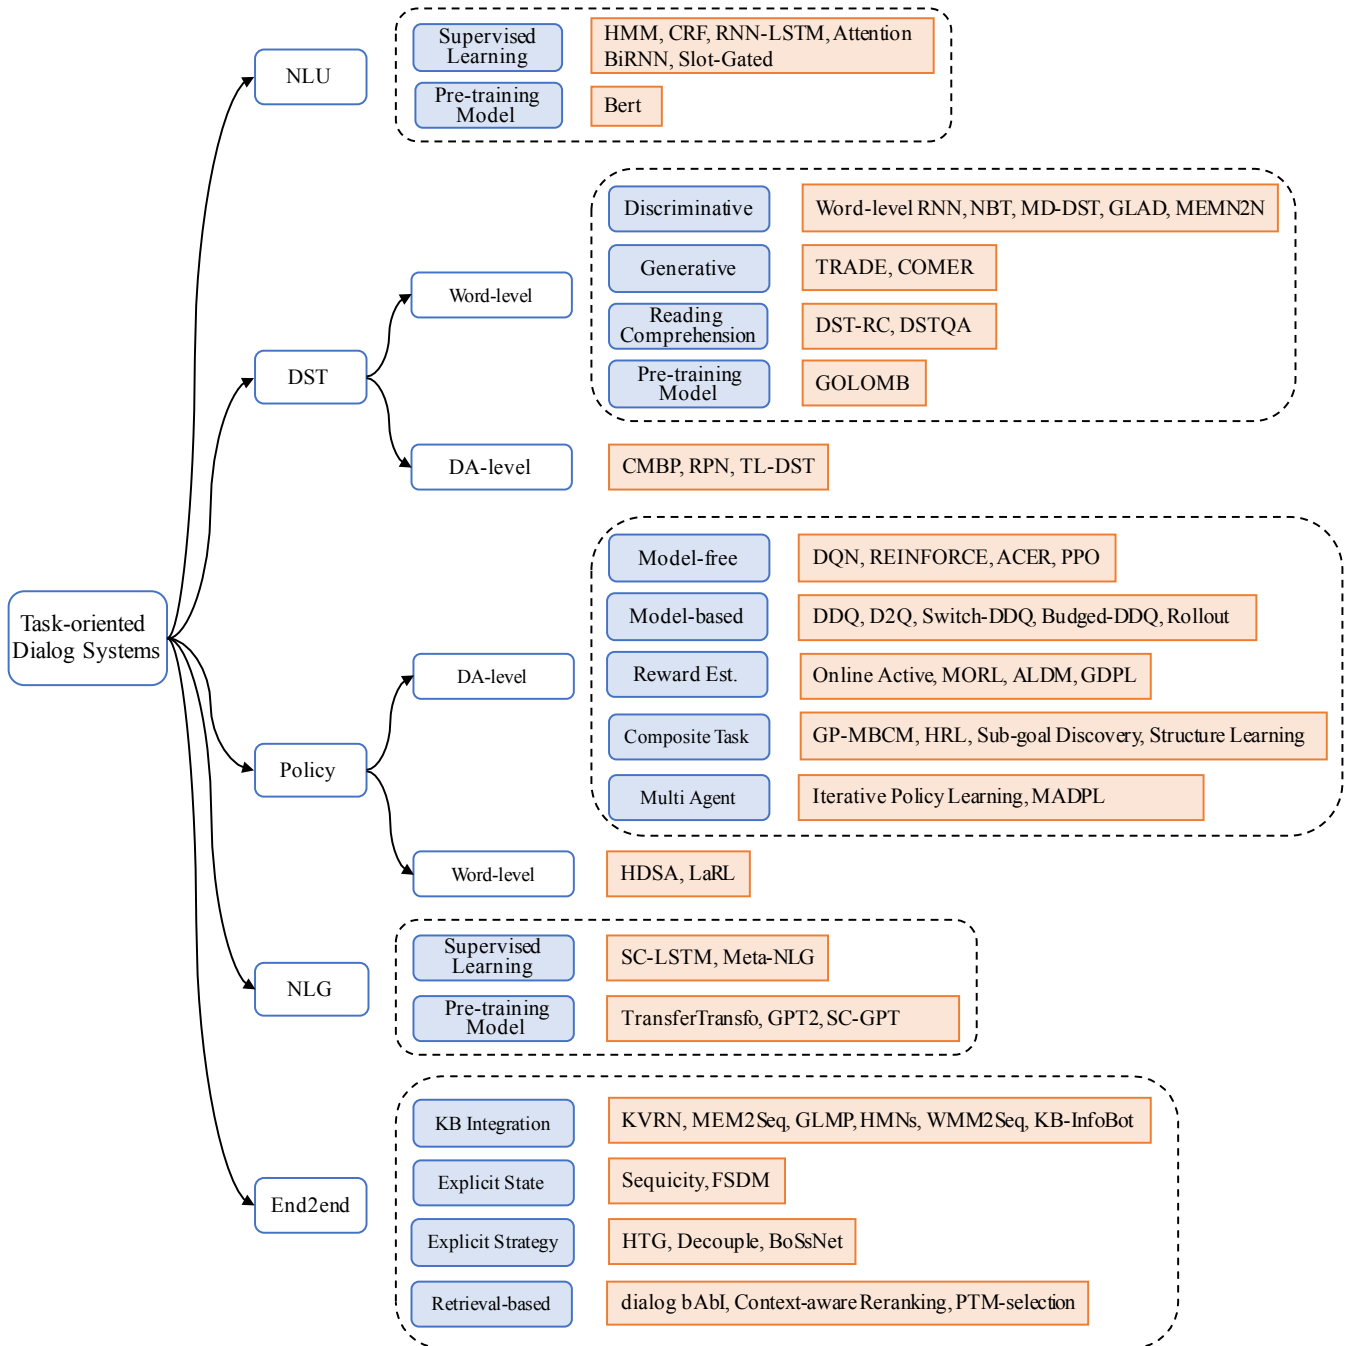 Supervised
Learning
HMM, CRF, RNN-LSTM, Attention
BiRNN, Slot-Gated
NLU
Pre-training
Model
Bert
Discriminative
Word-level RNN, NBT, MD-DST, GLAD, MEMN2N
Generative
TRADE, COMER
Word-level
Reading
Comprehension
DST-RC, DSTQA
DST
Pre-training
Model
GOLOMB
DA-level
CMBP, RPN, TL-DST
Model-free
DQN, REINFORCE, ACER, PPO
Task-oriented
Dialog Systems
Model-based
DDQ, D2Q, Switch-DDQ, Budged-DDQ, Rollout
DA-level
Reward Est.
Online Active, MORL, ALDM, GDPL
Composite Task
GP-MBCM, HRL, Sub-goal Discovery, Structure Learning
Policy
Multi Agent
Iterative Policy Learning, MADPL
Word-level
HDSA, LaRL
Supervised
Learning
SC-LSTM, Meta-NLG
NLG
Pre-training
Model
TransferTransfo, GPT2, SC-GPT
KB Integration
KVRN, MEM2Seq, GLMP, HMNs, WMM2Seq, KB-InfoBot
Explicit State
Sequicity, FSDM
End2end
Explicit Strategy
HTG, Decouple, BoSsNet
Retrieval-based
dialog bAbI, Context-aware Reranking, PTM-selection